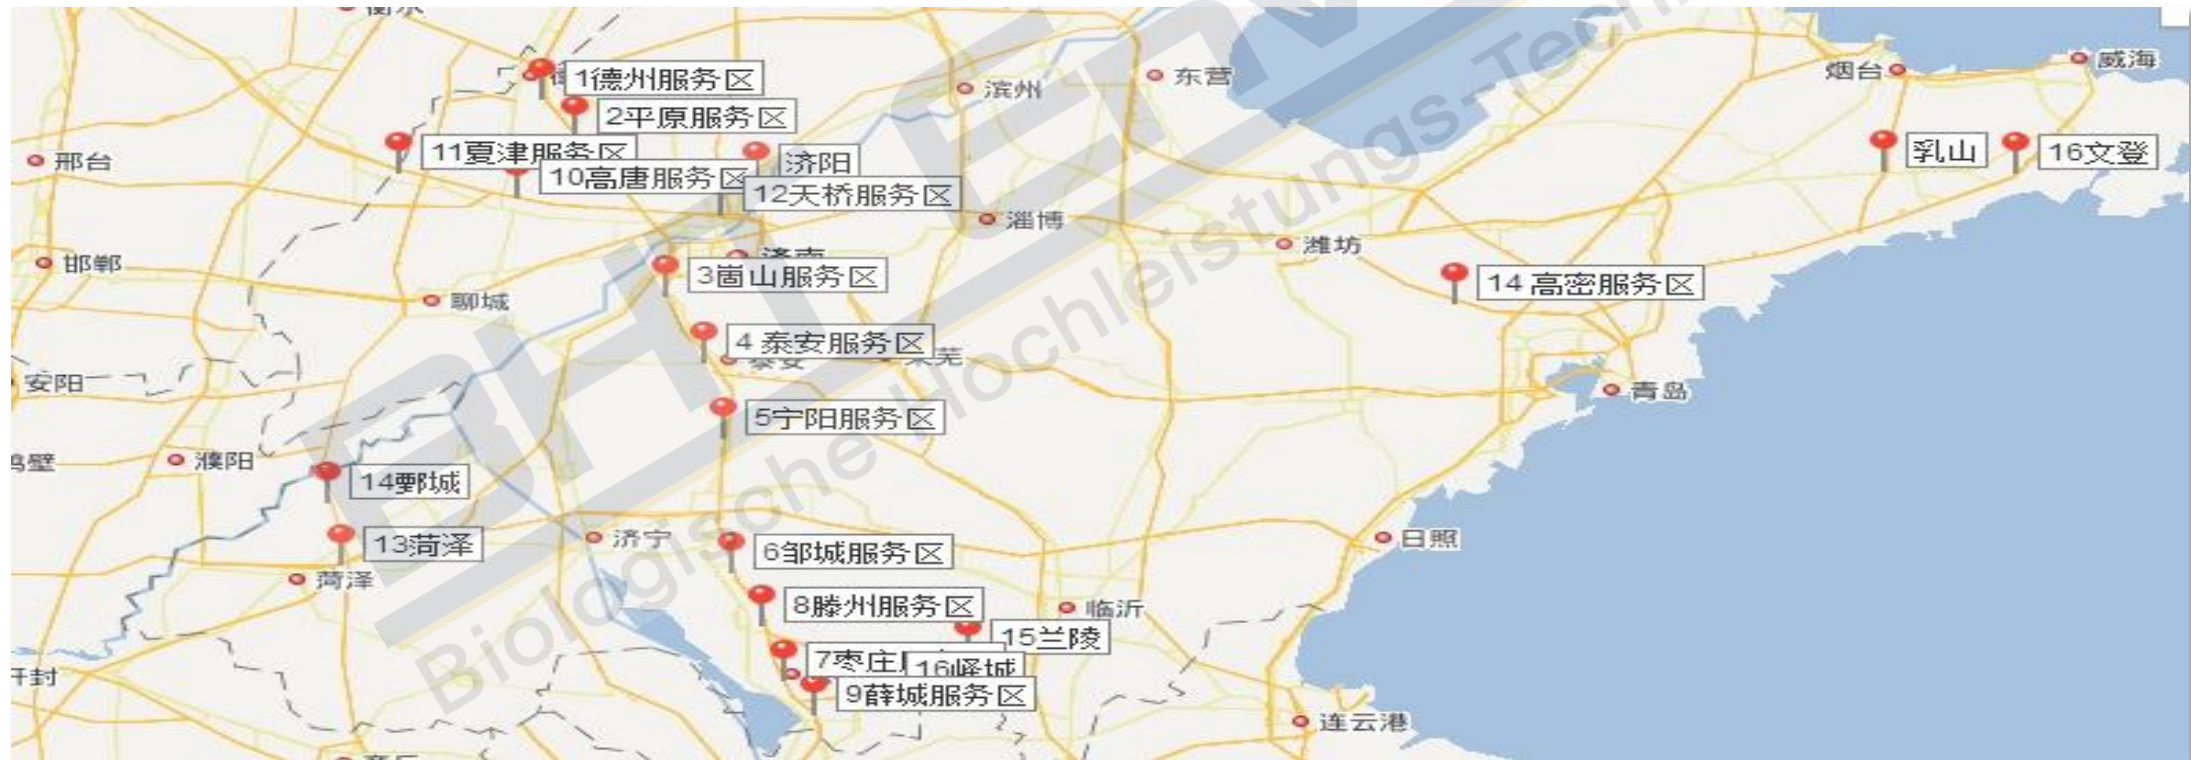 衡水
1德州服务区
2平原服务区
滨州
东营
烟台
威海
邢台
11夏津服务区
10高唐服务区
济阳
12天桥服务区
乳山
16文登
淄博
潍坊
邯郸
济南
3崮山服务区
14 高密服务区
聊城
4 泰安服务区
泰安
莱芜
安阳
青岛
5宁阳服务区
鹤壁
濮阳
14鄄城
13菏泽
济宁
6邹城服务区
日照
菏泽
8滕州服务区
临沂
15兰陵
7枣庄
16峄城
9薛城服务区
开封
连云港
Biologische Hochleistungs-Tech